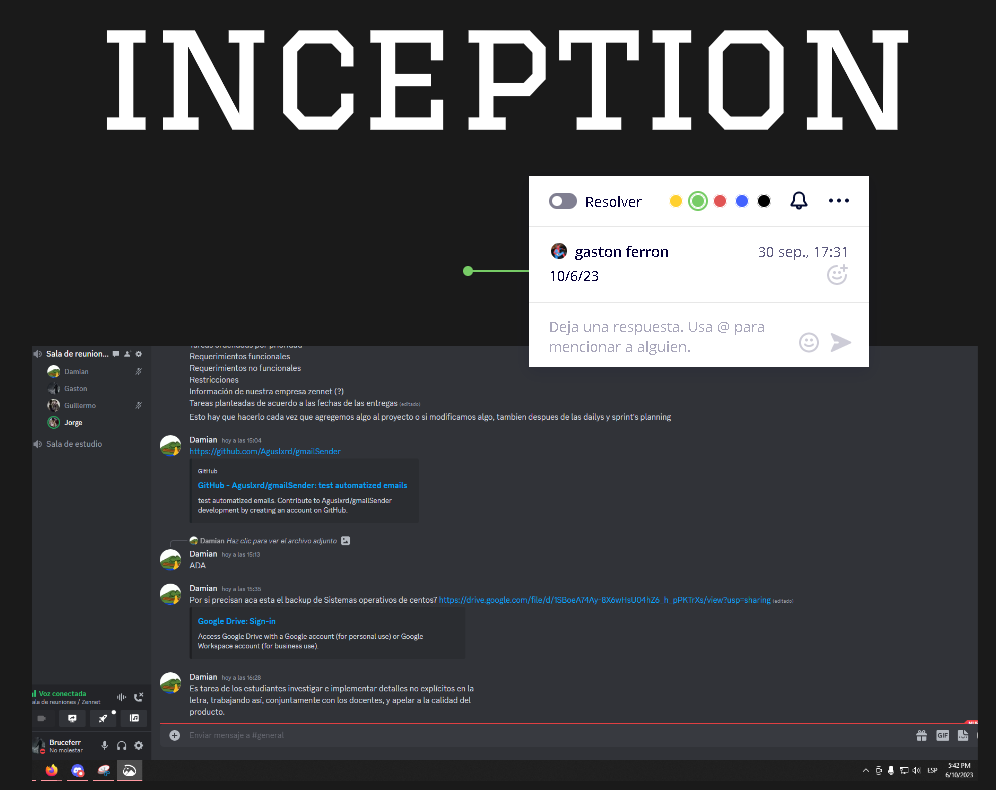 INCEPTION
Resolver
gaston ferron 30 sep., 17:31
10/6/23
Deja una respuesta. Usa @ para
mencionar a alguien.
Sala de reunion...
Damian
Gaston
Guillermo
Jorge
Sala de estudio
Tareas ordenadas por prioridad
Requerimientos funcionales
Requerimientos no funcionales
Restricciones
Información de nuestra empresa zennet (?)
Tareas planteadas de acuerdo a las fechas de las entregas (editado)
Esto hay que hacerlo cada vez que agregemos algo al proyecto o si modificamos algo, tambien despues de las dailys y sprint's planning
Damian hoy a las 15:04
https://github.com/Aguslxrd/gmailSender
GitHub
GitHub - Aguslxrd/gmailSender: test automatized emails
test automatized emails. Contribute to Aguslxrd/gmailSender
development by creating an account on GitHub.
Damian Haz clic para ver el archivo adjunto
Damian hoy a las 15:13
ADA
Damian hoy a las 15:35
Por si precisan aca esta el backup de Sistemas operativos de centos7 https://drive.google.com/file/d/1SBoeA74Ay-8X6wHsU04hZ6_h_pPKTrXs/view?usp=sharing (editado)
Google Drive: Sign-in
Access Google Drive with a Google account (for personal use) or Google
Workspace account (for business use).
Damian hoy a las 16:28
Es tarea de los estudiantes investigar e implementar detalles no explícitos en la
letra, trabajando así, conjuntamente con los docentes, y apelar a la calidad del
producto.
Voz conectada
ala de reuniones / Zennet
Bruceferr
No molestar
Enviar mensaje a #general
GIF
ESP
5:42 PM
6/10/2023